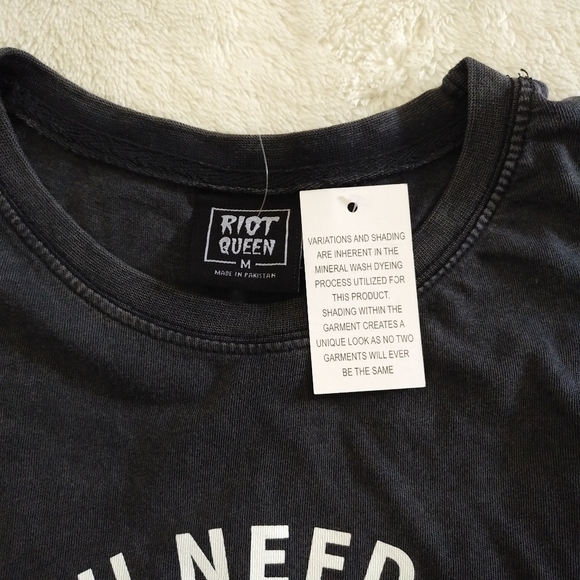 RIOT
QUEEN
M
MADE IN PAKISTAN
VARIATIONS AND SHADING
ARE INHERENT IN THE
MINERAL WASH DYEING
PROCESS UTILIZED FOR
THIS PRODUCT.
SHADING WITHIN THE
GARMENT CREATES A
UNIQUE LOOK AS NO TWO
GARMENTS WILL EVER
BE THE SAME
U NEED